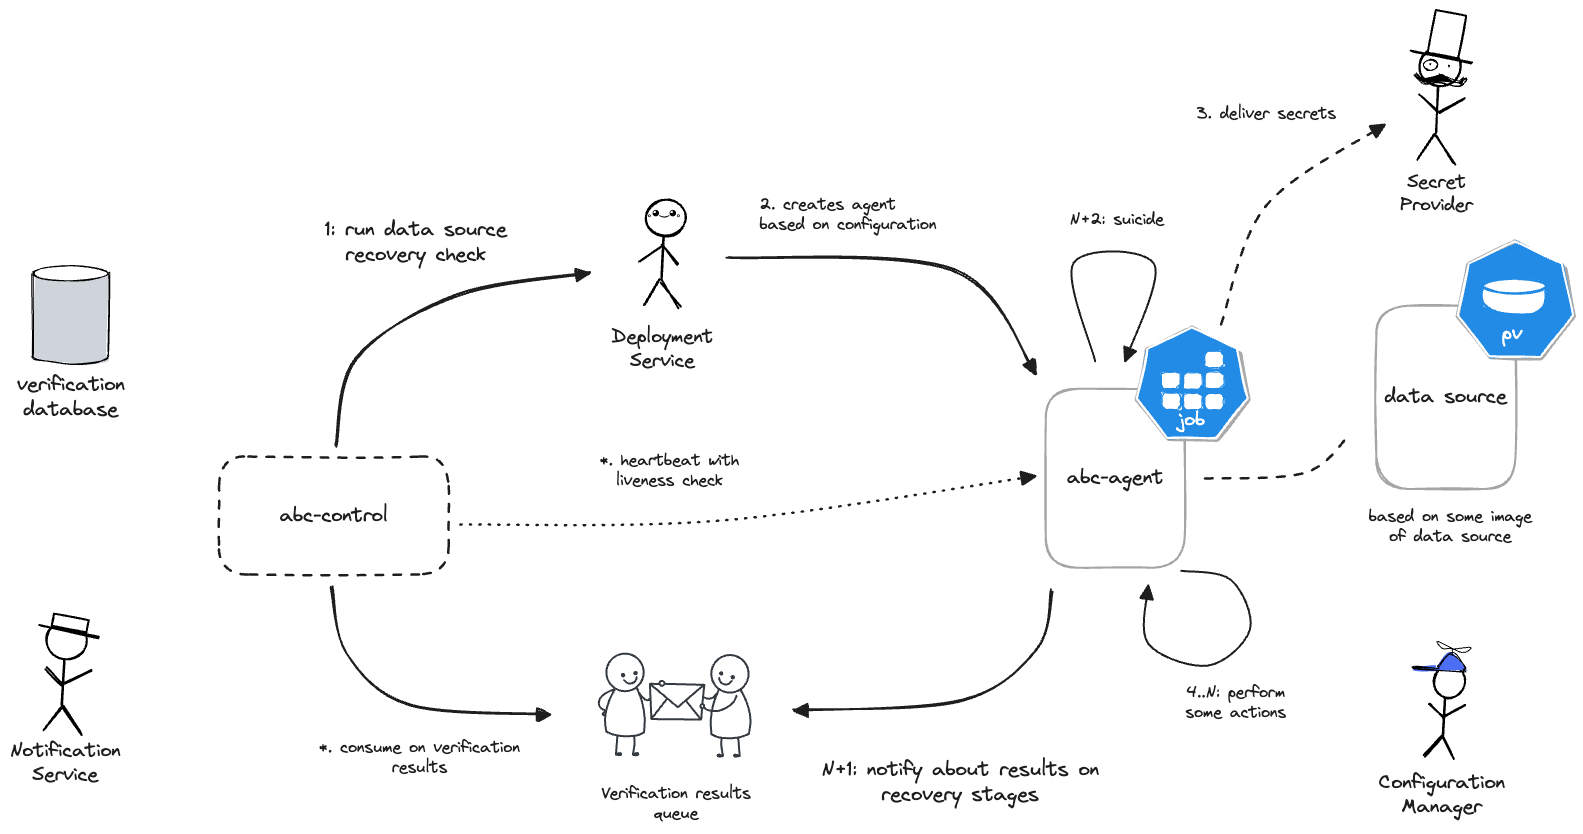 3. deliver secrets
Secret
Provider
1: run data source
recovery check
2. creates agent
based on configuration
N+2: suicide
Deployment
Service
pv
data source
job
verification
database
*. heartbeat with
liveness check
abc-agent
abc-control
based on some image
of data source
4..N: perform
some actions
Notification
Service
*. consume on verification
results
Verification results
queue
N+1: notify about results on
recovery stages
Configuration
Manager